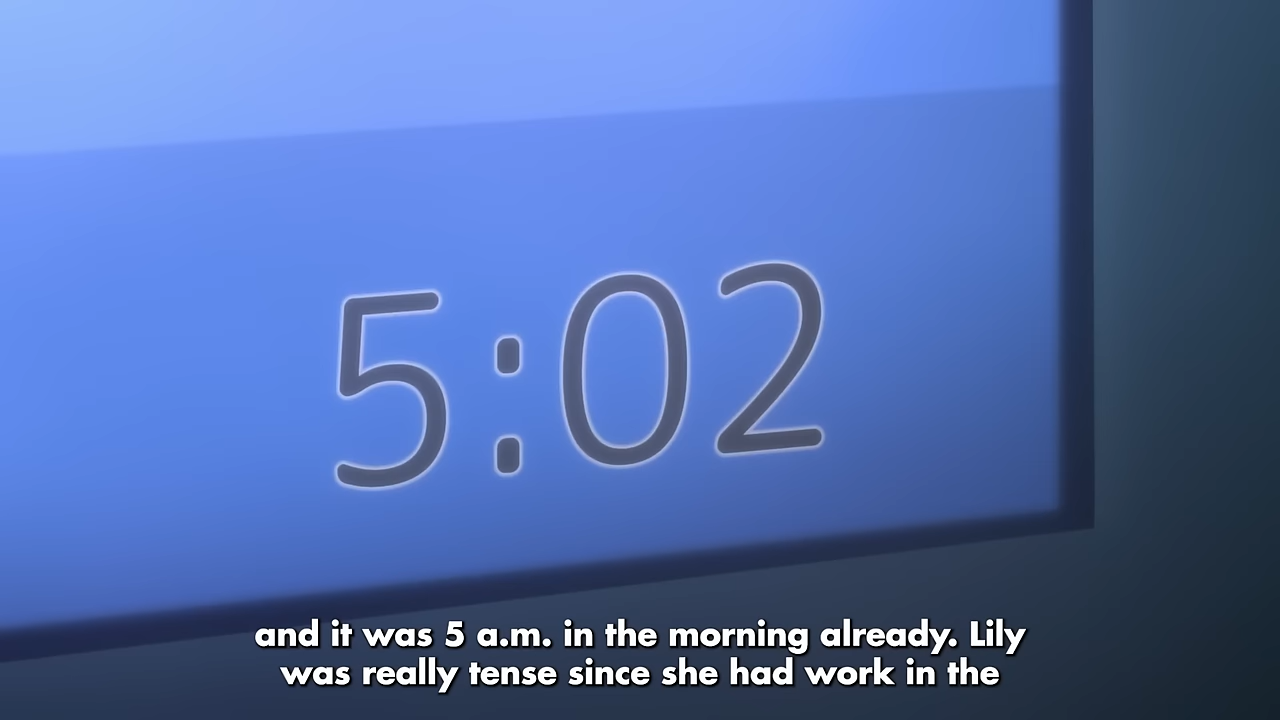 5:02
and it was 5 a.m. in the morning already. Lily
was really tense since she had work in the